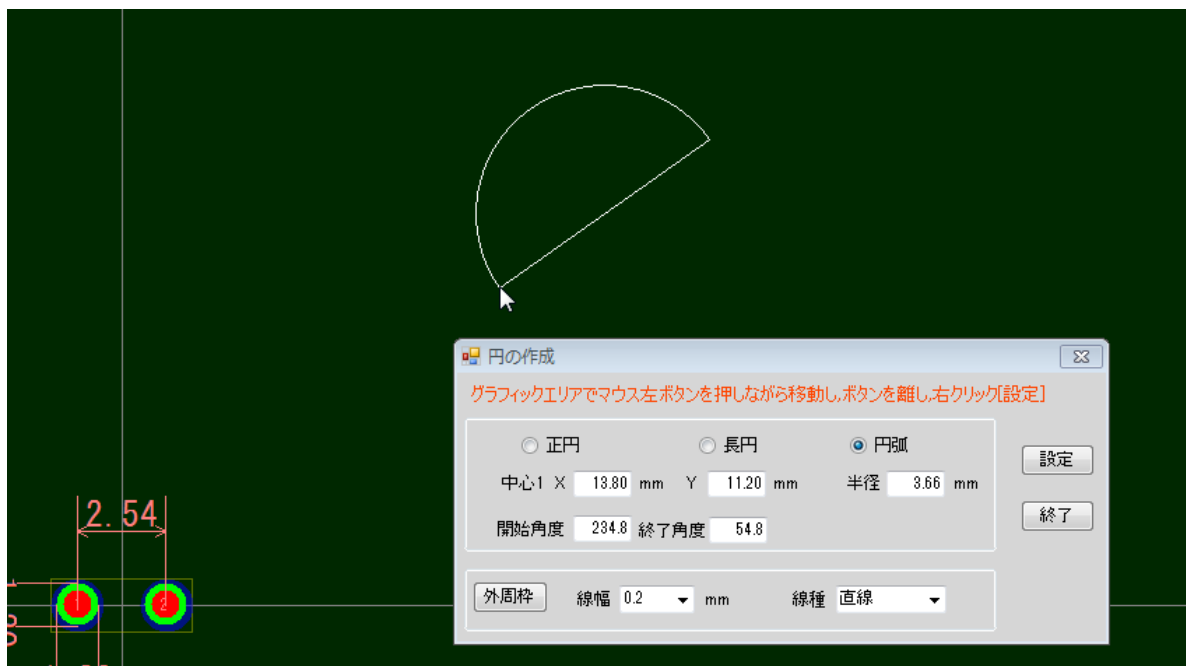 円の作成
グラフィックエリアでマウス左ボタンを押しながら移動し,ボタンを離し,右クリック[設定]
正円 長円 円弧
設定
中心1 X 13.80 mm Y 11.20 mm 半径 3.66 mm
開始角度 234.8 終了角度 54.8
終了
2.54
外周枠 線幅 0.2 mm 線種 直線
1 2